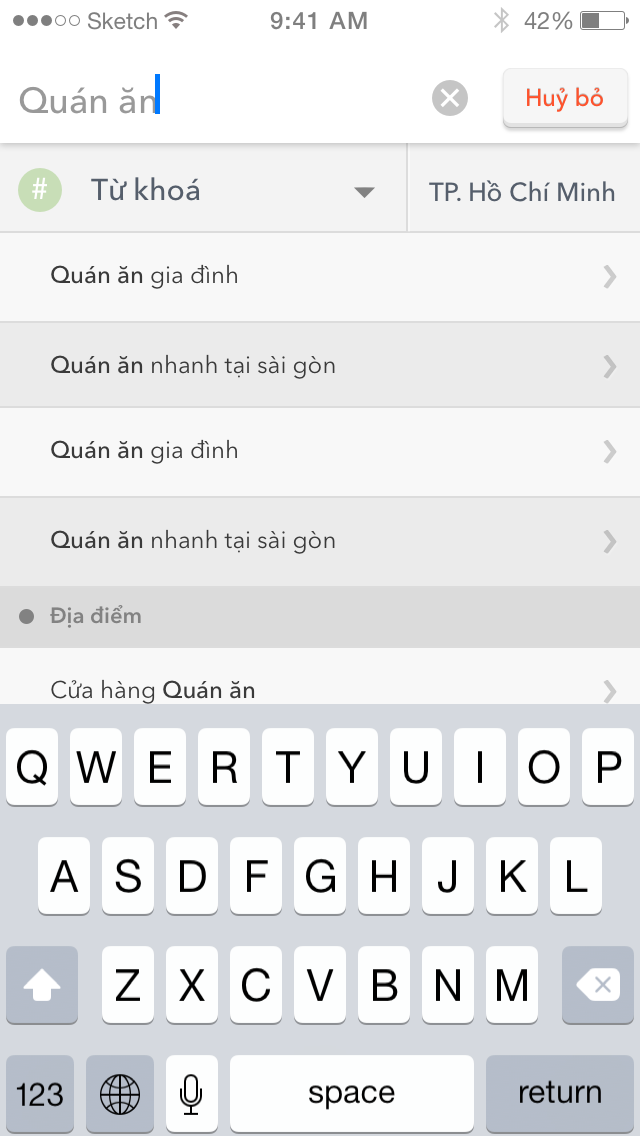 Sketch 9:41 AM 42%
Quán ăn Huỷ bỏ
# Từ khoá TP. Hồ Chí Minh
Quán ăn gia đình
Quán ăn nhanh tại sài gòn
Quán ăn gia đình
Quán ăn nhanh tại sài gòn
Địa điểm
Cửa hàng Quán ăn
Q W E R T Y U I O P
A S D F G H J K L
Z X C V B N M
123 space return